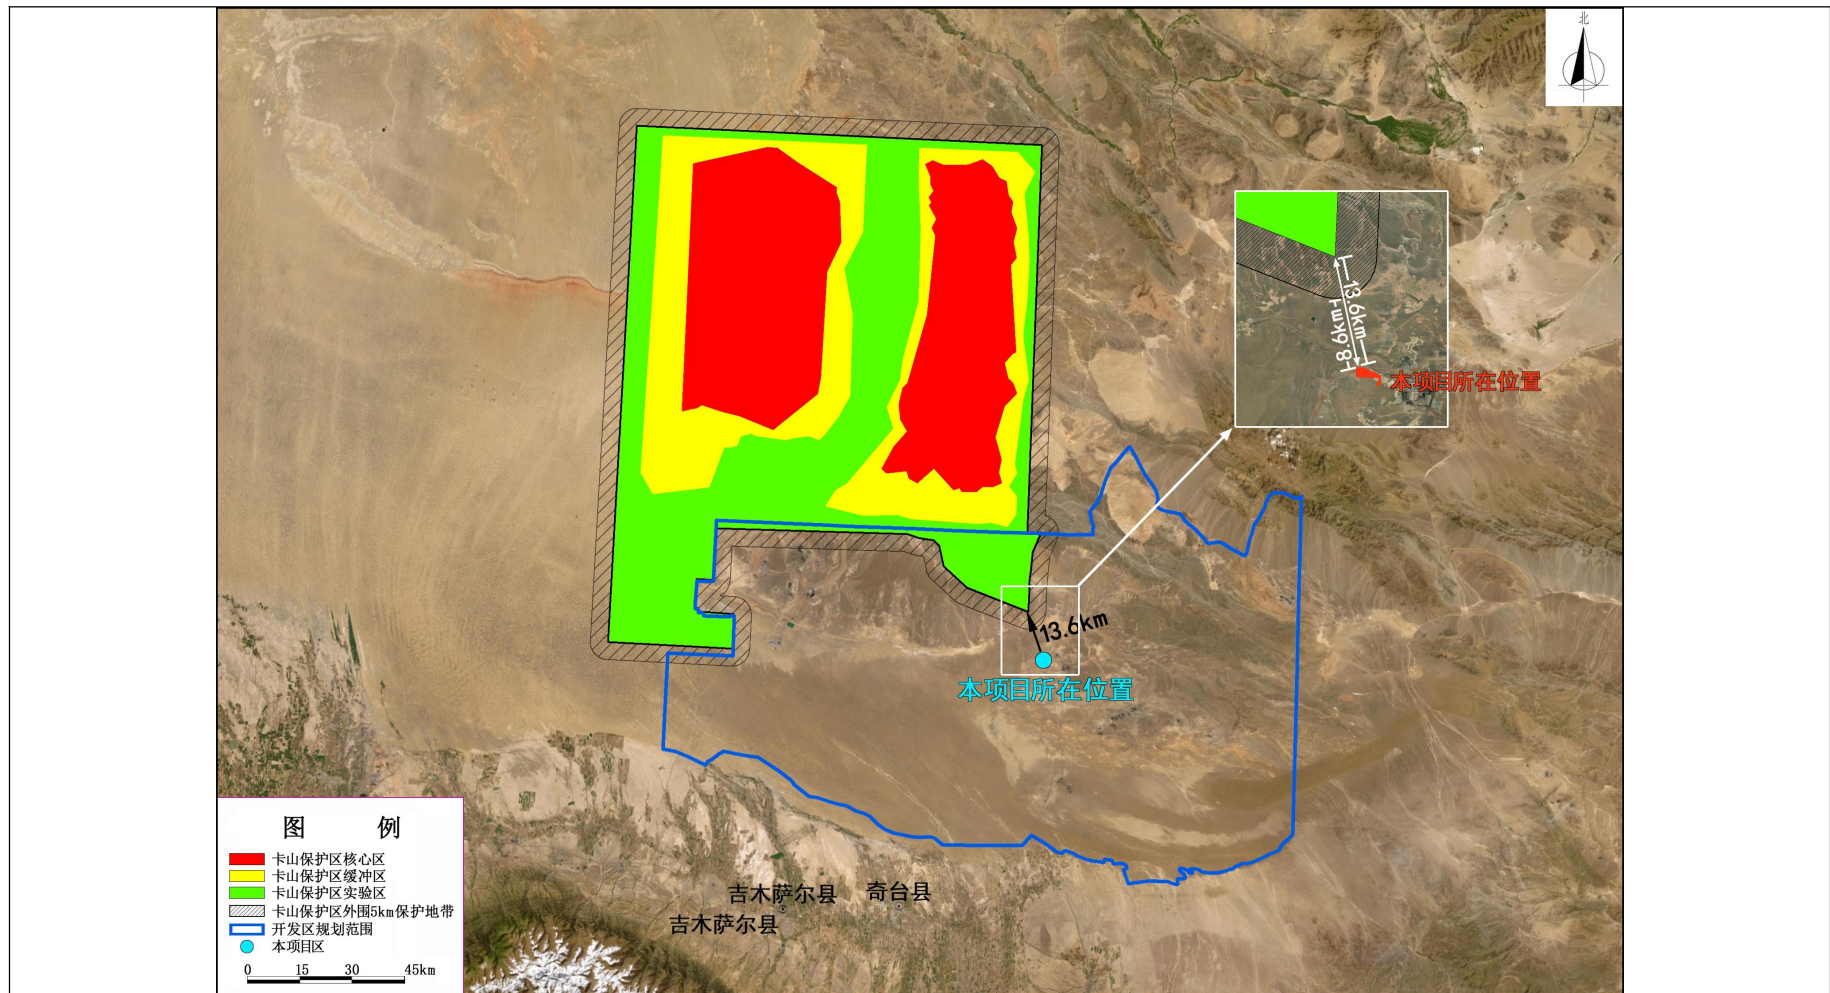 北
13.6km
8.6km
本项目所在位置
13.6km
本项目所在位置
图 例
卡山保护区核心区
卡山保护区缓冲区
卡山保护区实验区
卡山保护区外围5km保护地带
开发区规划范围
本项目区
0 15 30 45km
吉木萨尔县 奇台县
吉木萨尔县